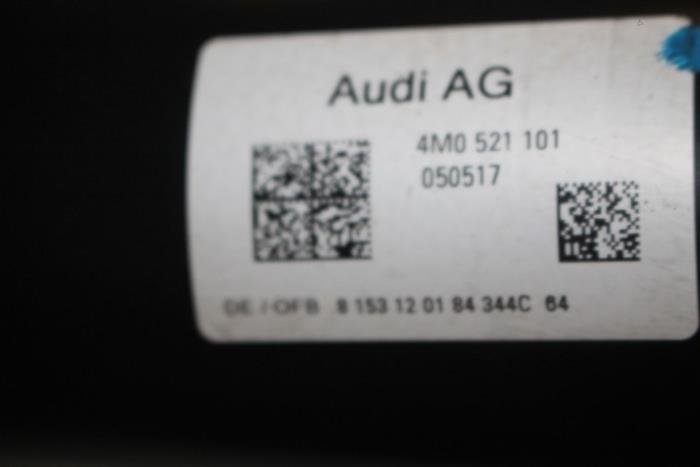 Audi AG
4M0 521 101
050517
DE / OFB 8 153 12 01 84 344C 64